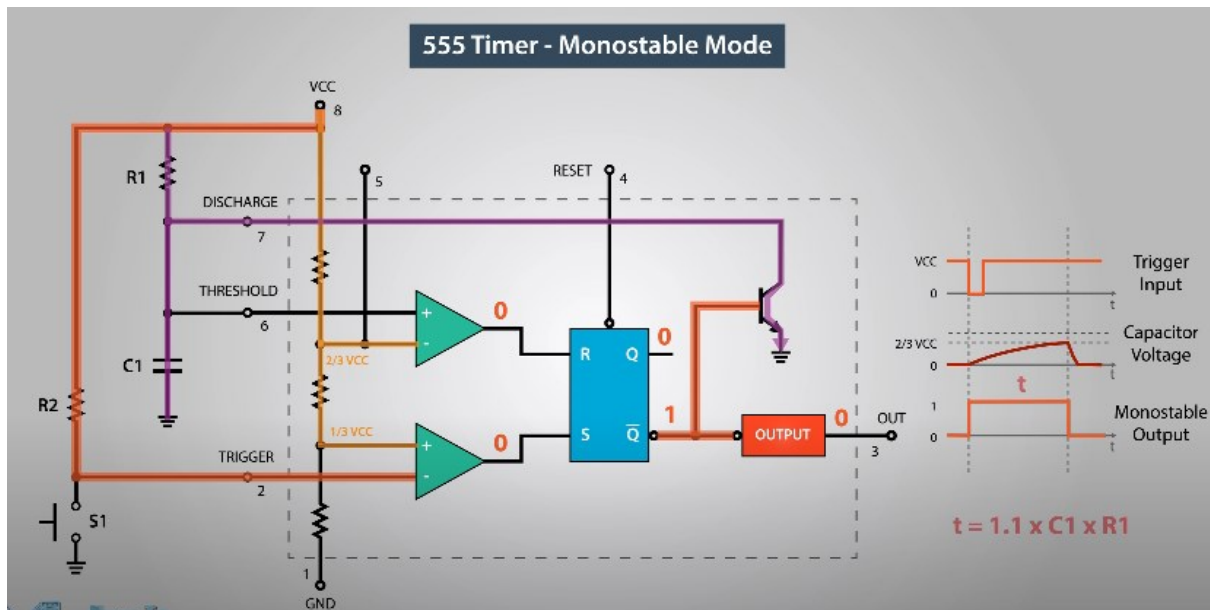 555 Timer - Monostable Mode
VCC
8
R1
5
RESET
4
DISCHARGE
7
VCC
0
t
Trigger
Input
THRESHOLD
6
+
-
0
2/3 VCC
R
Q
0
2/3 VCC
0
t
Capacitor
Voltage
C1
t
R2
1/3 VCC
+
-
0
S
Q̅
1
OUTPUT
0
OUT
3
1
0
t
Monostable
Output
TRIGGER
2
S1
t = 1.1 x C1 x R1
1
GND